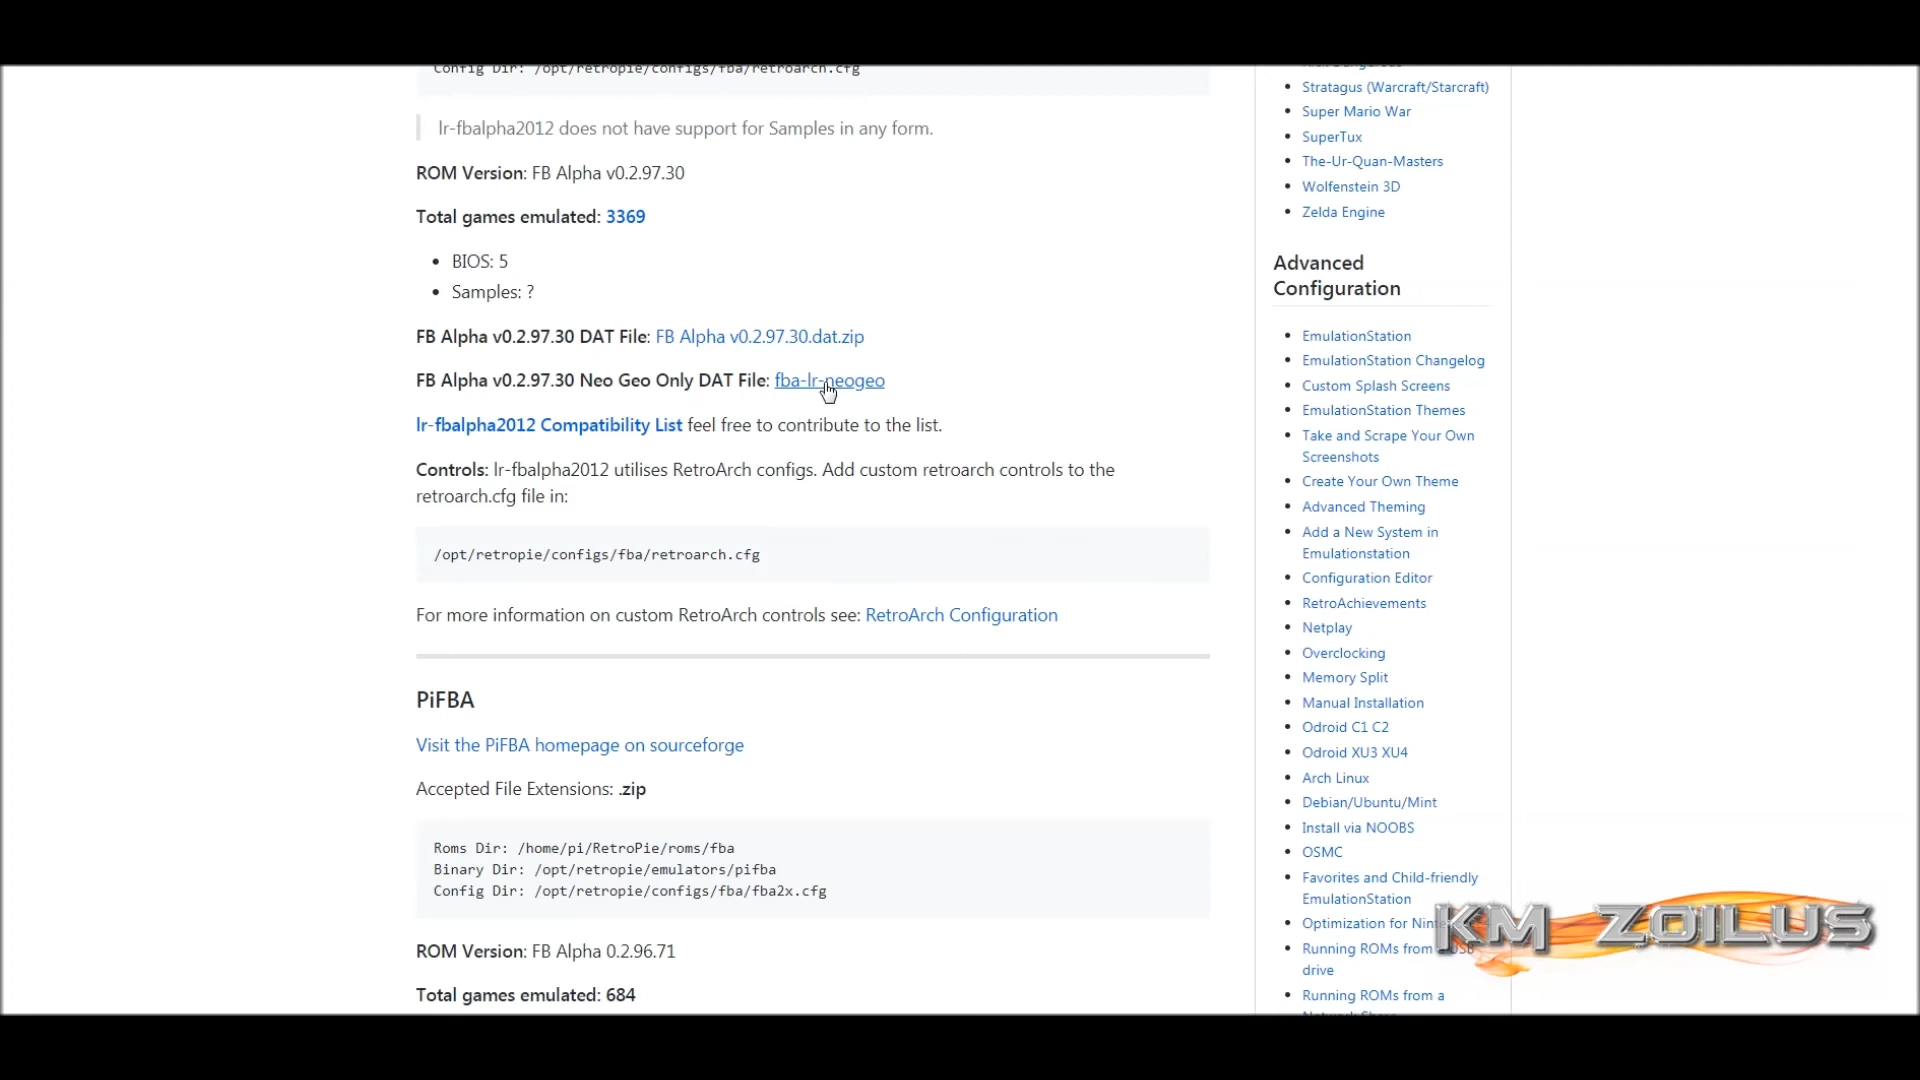 Config Dir: /opt/retropie/configs/fba/retroarch.cfg
lr-fbalpha2012 does not have support for Samples in any form.
ROM Version: FB Alpha v0.2.97.30
Total games emulated: 3369
• BIOS: 5
• Samples: ?
FB Alpha v0.2.97.30 DAT File: FB Alpha v0.2.97.30.dat.zip
FB Alpha v0.2.97.30 Neo Geo Only DAT File: fba-lr-neogeo
lr-fbalpha2012 Compatibility List feel free to contribute to the list.
Controls: lr-fbalpha2012 utilises RetroArch configs. Add custom retroarch controls to the
retroarch.cfg file in:
/opt/retropie/configs/fba/retroarch.cfg
For more information on custom RetroArch controls see: RetroArch Configuration
PiFBA
Visit the PiFBA homepage on sourceforge
Accepted File Extensions: .zip
Roms Dir: /home/pi/RetroPie/roms/fba
Binary Dir: /opt/retropie/emulators/pifba
Config Dir: /opt/retropie/configs/fba/fba2x.cfg
ROM Version: FB Alpha 0.2.96.71
Total games emulated: 684
• Stratagus (Warcraft/Starcraft)
• Super Mario War
• SuperTux
• The-Ur-Quan-Masters
• Wolfenstein 3D
• Zelda Engine
Advanced
Configuration
• EmulationStation
• EmulationStation Changelog
• Custom Splash Screens
• EmulationStation Themes
• Take and Scrape Your Own
Screenshots
• Create Your Own Theme
• Advanced Theming
• Add a New System in
Emulationstation
• Configuration Editor
• RetroAchievements
• Netplay
• Overclocking
• Memory Split
• Manual Installation
• Odroid C1 C2
• Odroid XU3 XU4
• Arch Linux
• Debian/Ubuntu/Mint
• Install via NOOBS
• OSMC
• Favorites and Child-friendly
EmulationStation
• Optimization for
• Running ROMs from
drive
• Running ROMs from a
KM ZOILUS